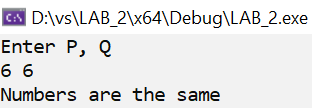 D:\vs\LAB_2\x64\Debug\LAB_2.exe
Enter P, Q
6 6
Numbers are the same